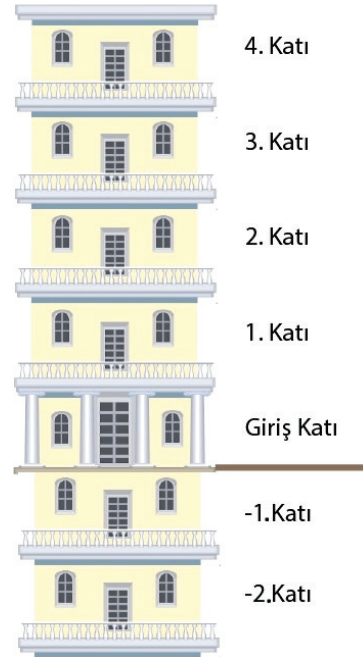 4. Katı
3. Katı
2. Katı
1. Katı
Giriş Katı
-1.Katı
-2.Katı